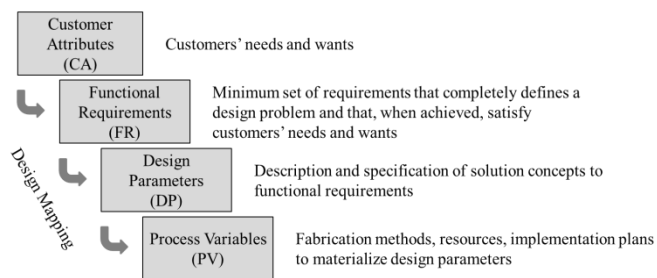 Customer
Attributes
(CA)
Customers' needs and wants
Functional
Requirements
(FR)
Minimum set of requirements that completely defines a
design problem and that, when achieved, satisfy
customers' needs and wants
Design
Parameters
(DP)
Description and specification of solution concepts to
functional requirements
Design Mapping
Process Variables
(PV)
Fabrication methods, resources, implementation plans
to materialize design parameters